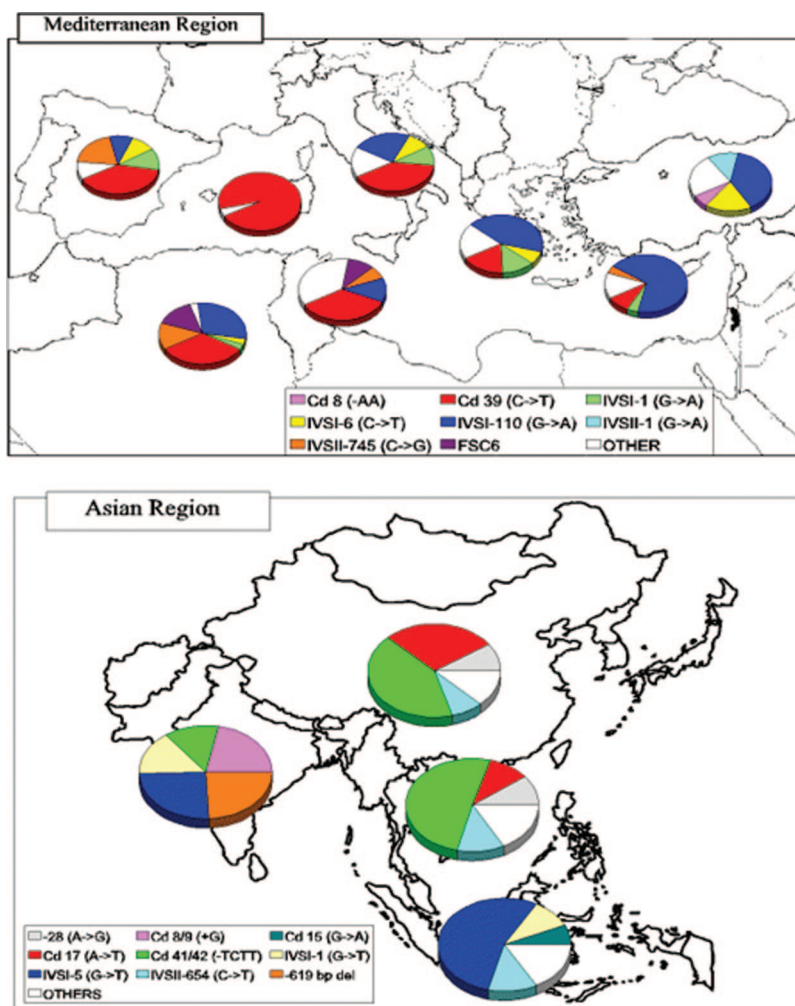 Mediterranean Region
Cd 8 (-AA) Cd 39 (C->T) IVSI-1 (G->A)
IVSI-6 (C->T) IVSI-110 (G->A) IVSII-1 (G->A)
IVSII-745 (C->G) FSC6 OTHER
Asian Region
-28 (A->G) Cd 8/9 (+G) Cd 15 (G->A)
Cd 17 (A->T) Cd 41/42 (-TCTT) IVSI-1 (G->T)
IVSI-5 (G->T) IVSII-654 (C->T) -619 bp del
OTHERS